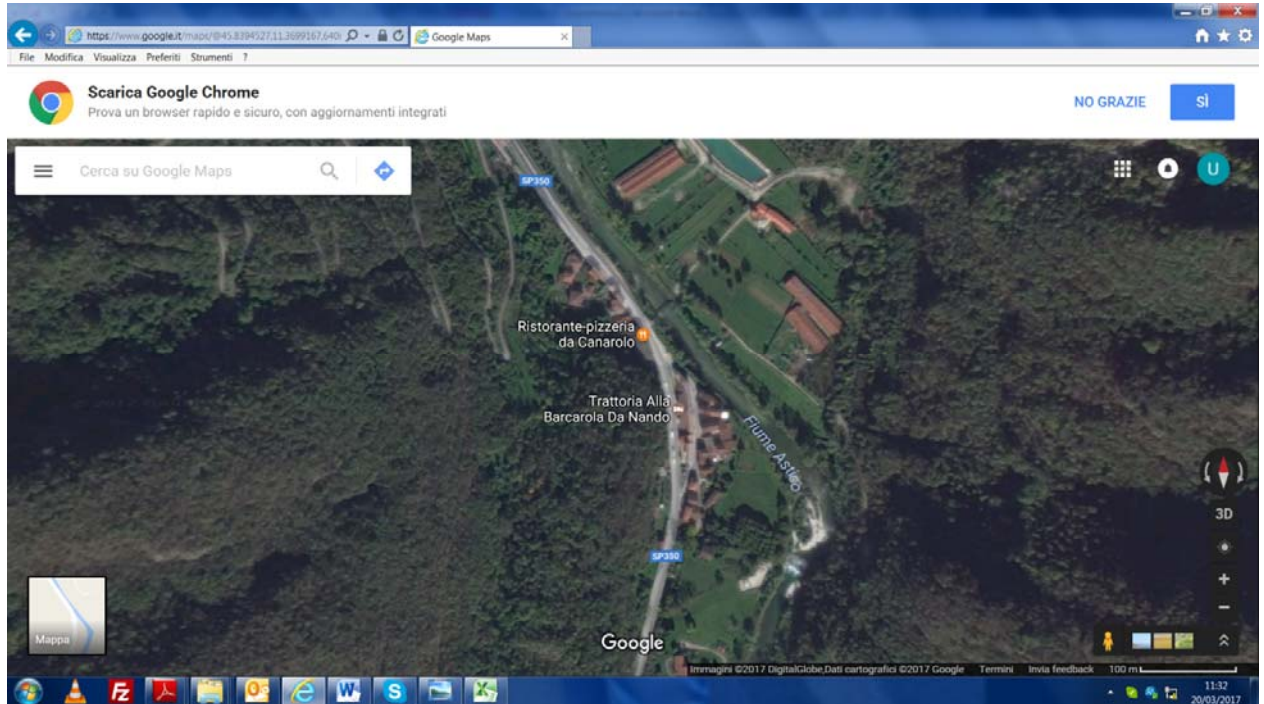 https://www.google.it/maps/@45.8394527,11.3699167,640
Google Maps
File Modifica Visualizza Preferiti Strumenti ?
Scarica Google Chrome
Prova un browser rapido e sicuro, con aggiornamenti integrati
NO GRAZIE
SÌ
Cerca su Google Maps
U
SP350
Ristorante-pizzeria
da Canarolo
Trattoria Alla
Barcarola Da Nando
Fiume Astico
3D
SP350
Mappa
Google
Immagini ©2017 DigitalGlobe,Dati cartografici ©2017 Google Termini Invia feedback 100 m
11:32
20/03/2017